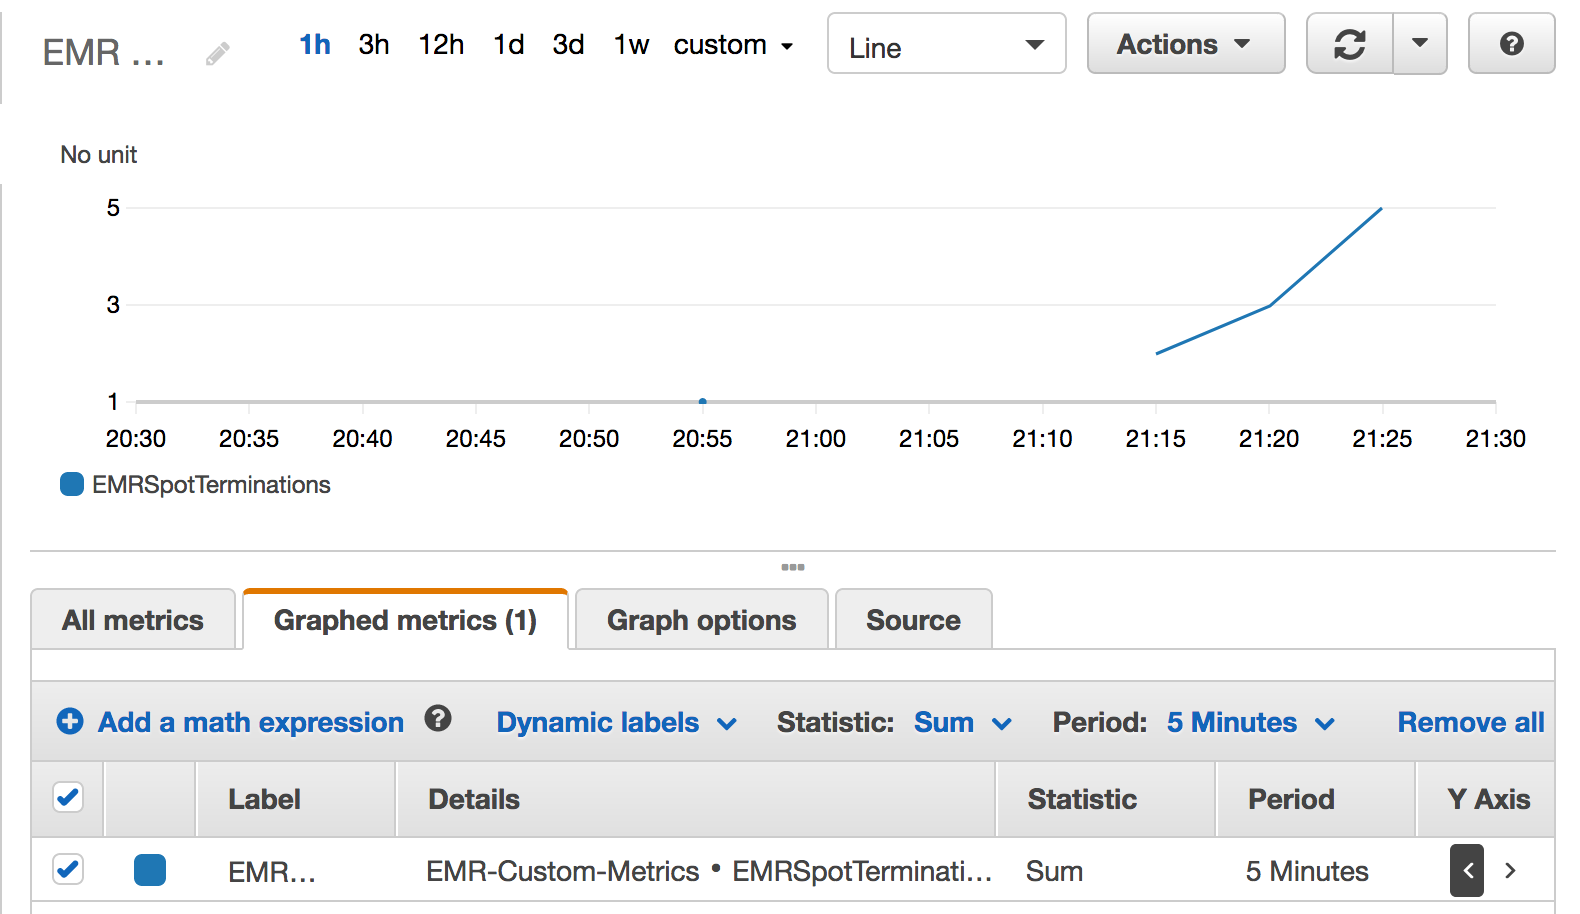 EMR ...
1h 3h 12h 1d 3d 1w custom
Line
Actions
?
No unit
5
3
1
20:30 20:35 20:40 20:45 20:50 20:55 21:00 21:05 21:10 21:15 21:20 21:25 21:30
EMRSpotTerminations
All metrics Graphed metrics (1) Graph options Source
Add a math expression ? Dynamic labels Statistic: Sum Period: 5 Minutes Remove all
Label Details Statistic Period Y Axis
EMR... EMR-Custom-Metrics • EMRSpotTerminati... Sum 5 Minutes < >